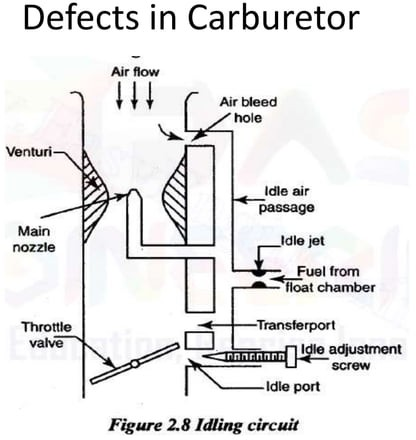 Defects in Carburetor
Air flow
Air bleed
hole
Venturi
Idle air
passage
Main
nozzle
Idle jet
Fuel from
float chamber
Throttle
valve
Transferport
Idle adjustment
screw
Idle port
Figure 2.8 Idling circuit